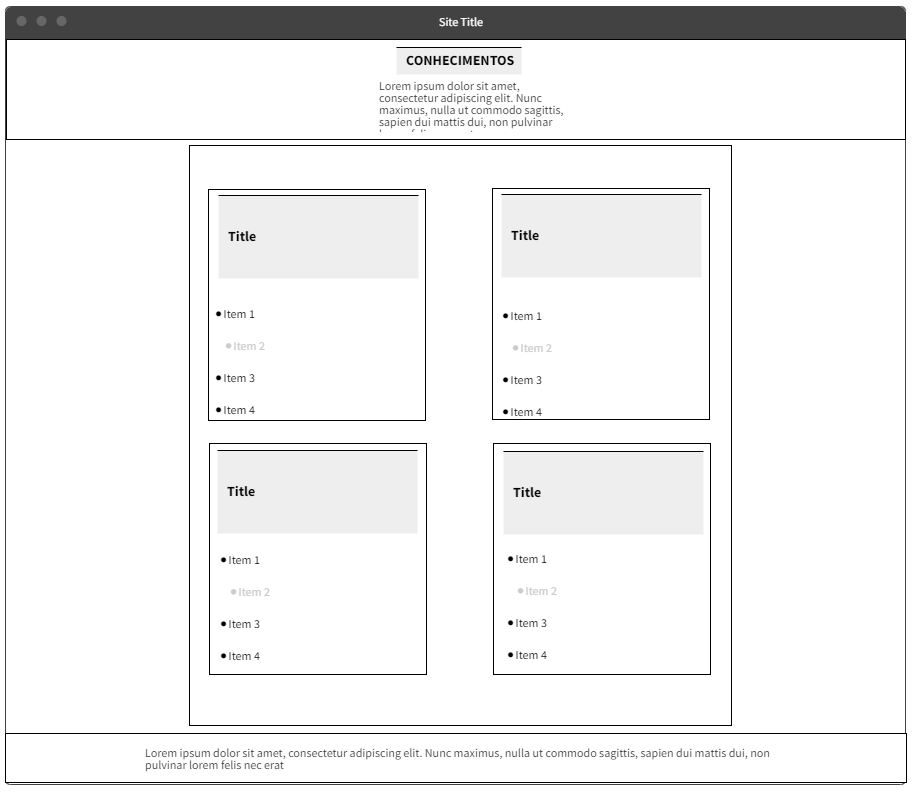 Site Title
CONHECIMENTOS
Lorem ipsum dolor sit amet,
consectetur adipiscing elit. Nunc
maximus, nulla ut commodo sagittis,
sapien dui mattis dui, non pulvinar
Title
Item 1
Item 2
Item 3
Item 4
Title
Item 1
Item 2
Item 3
Item 4
Title
Item 1
Item 2
Item 3
Item 4
Title
Item 1
Item 2
Item 3
Item 4
Lorem ipsum dolor sit amet, consectetur adipiscing elit. Nunc maximus, nulla ut commodo sagittis, sapien dui mattis dui, non
pulvinar lorem felis nec erat